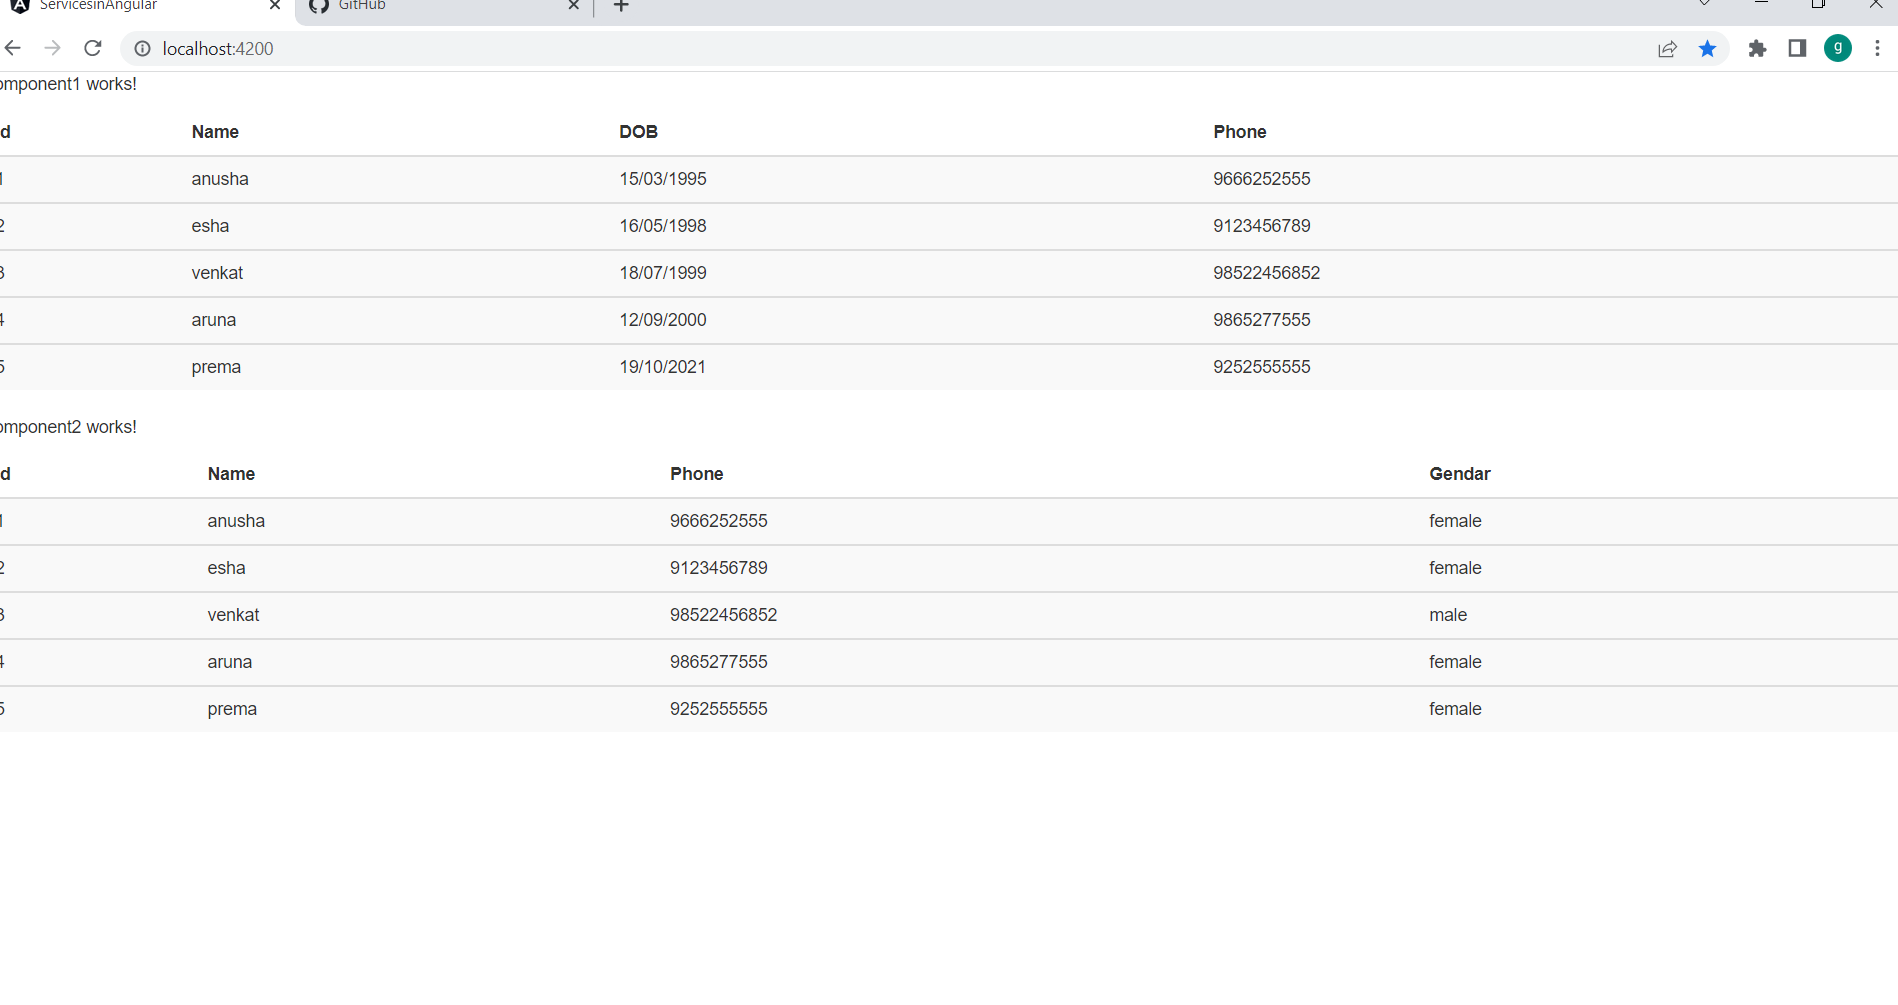 ServicesinAngular GitHub
localhost:4200 g
omponent1 works!
d Name DOB Phone
1 anusha 15/03/1995 9666252555
2 esha 16/05/1998 9123456789
3 venkat 18/07/1999 98522456852
4 aruna 12/09/2000 9865277555
5 prema 19/10/2021 9252555555
omponent2 works!
d Name Phone Gendar
1 anusha 9666252555 female
2 esha 9123456789 female
3 venkat 98522456852 male
4 aruna 9865277555 female
5 prema 9252555555 female